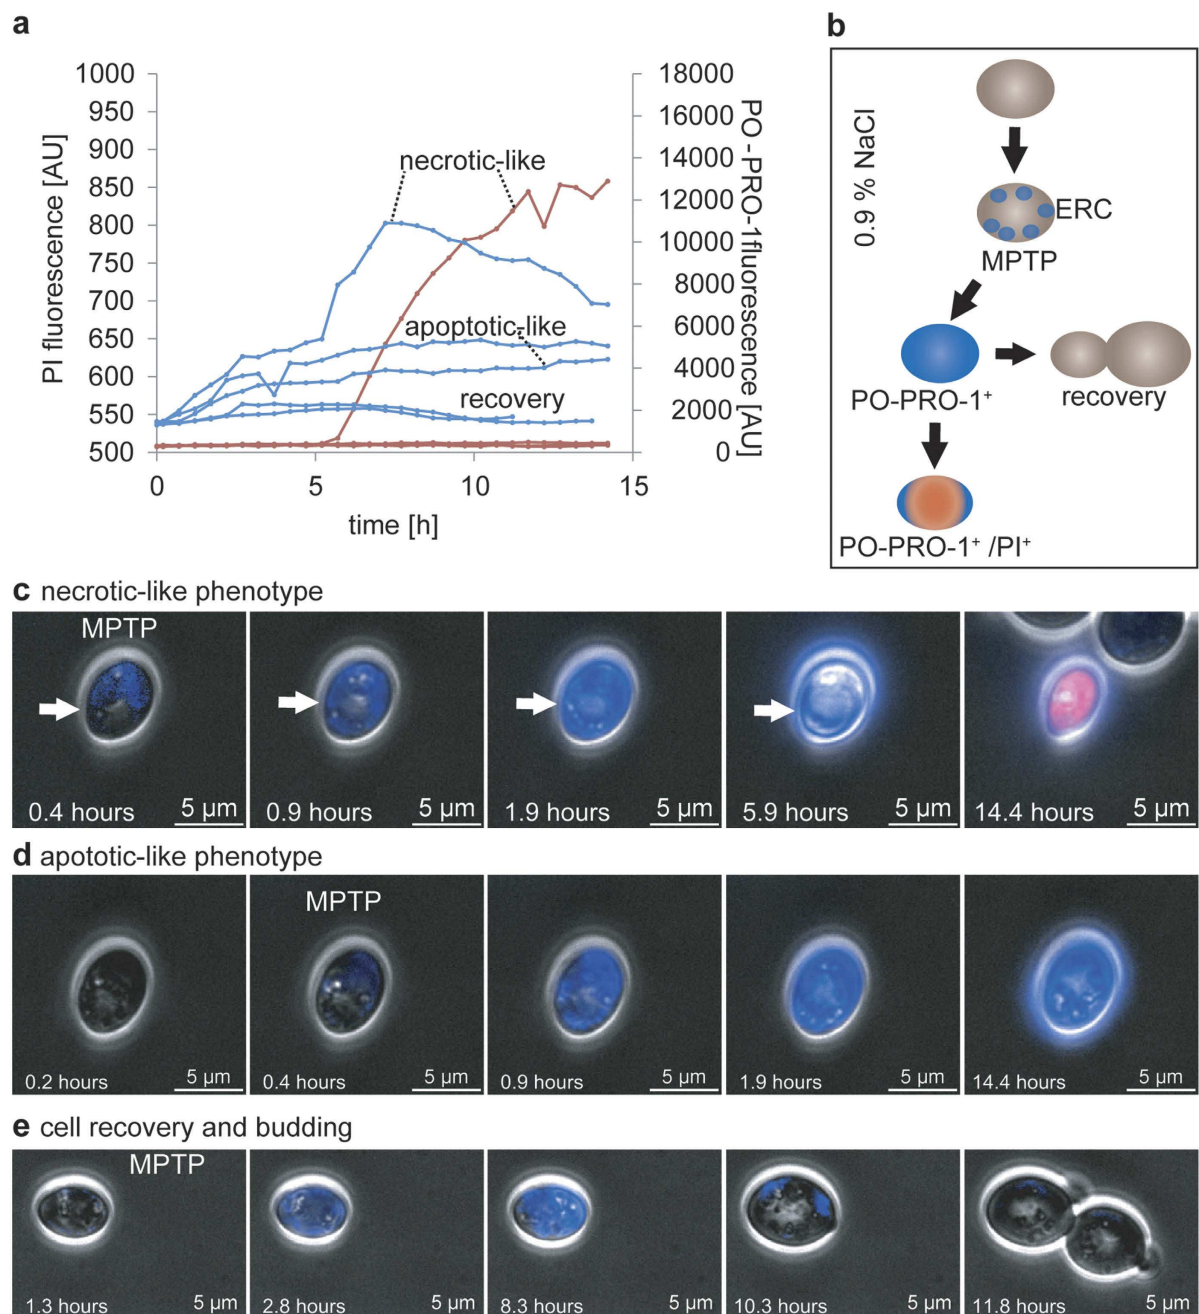 a
b
PI fluorescence [AU]
1000
950
900
850
800
750
700
650
600
550
500
18000
16000
14000
12000
10000
8000
6000
4000
2000
0
PO - PRO-1fluorescence [AU]
necrotic-like
apoptotic-like
recovery
0
5
10
15
time [h]
0.9 % NaCl
ERC
MPTP
PO-PRO-1⁺
recovery
PO-PRO-1⁺ /PI⁺
c necrotic-like phenotype
MPTP
0.4 hours 5 μm
0.9 hours 5 μm
1.9 hours 5 μm
5.9 hours 5 μm
14.4 hours 5 μm
d apototic-like phenotype
MPTP
0.2 hours 5 μm
0.4 hours 5 μm
0.9 hours 5 μm
1.9 hours 5 μm
14.4 hours 5 μm
e cell recovery and budding
MPTP
1.3 hours 5 μm
2.8 hours 5 μm
8.3 hours 5 μm
10.3 hours 5 μm
11.8 hours 5 μm